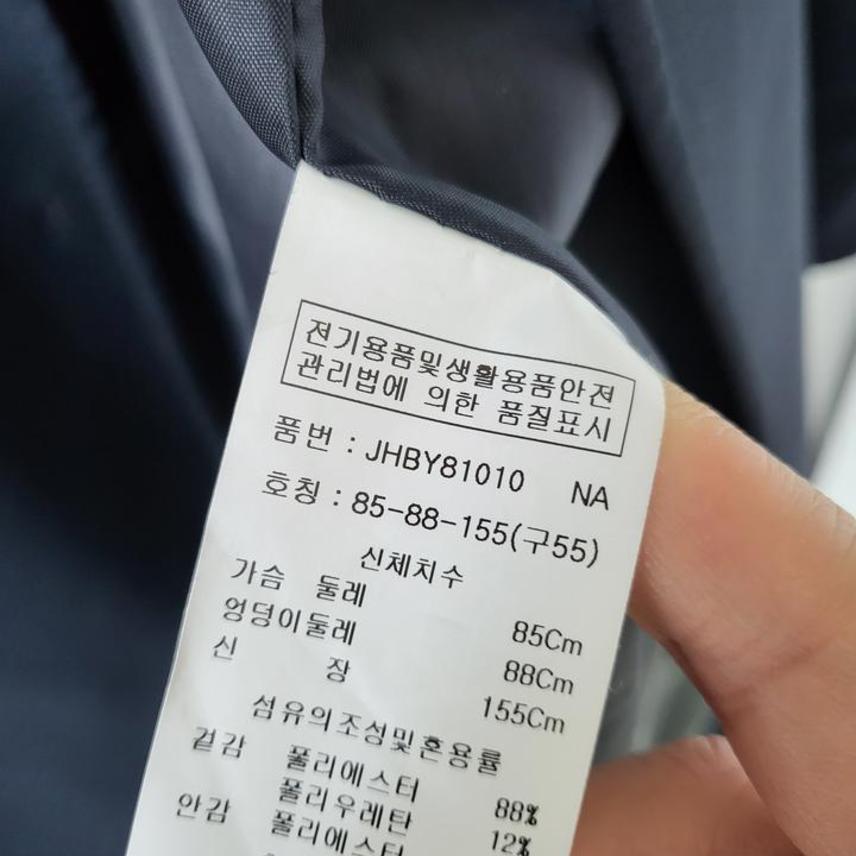 전기용품및생활용품안전
관리법에 의한 품질표시
품번 : JHBY81010 NA
호칭 : 85-88-155(구55)
신체치수
가슴 둘레 85Cm
엉덩이둘레 88Cm
신 장 155Cm
섬유의조성및혼용률
겉감 폴리에스터 88%
폴리우레탄 12%
안감 폴리에스터